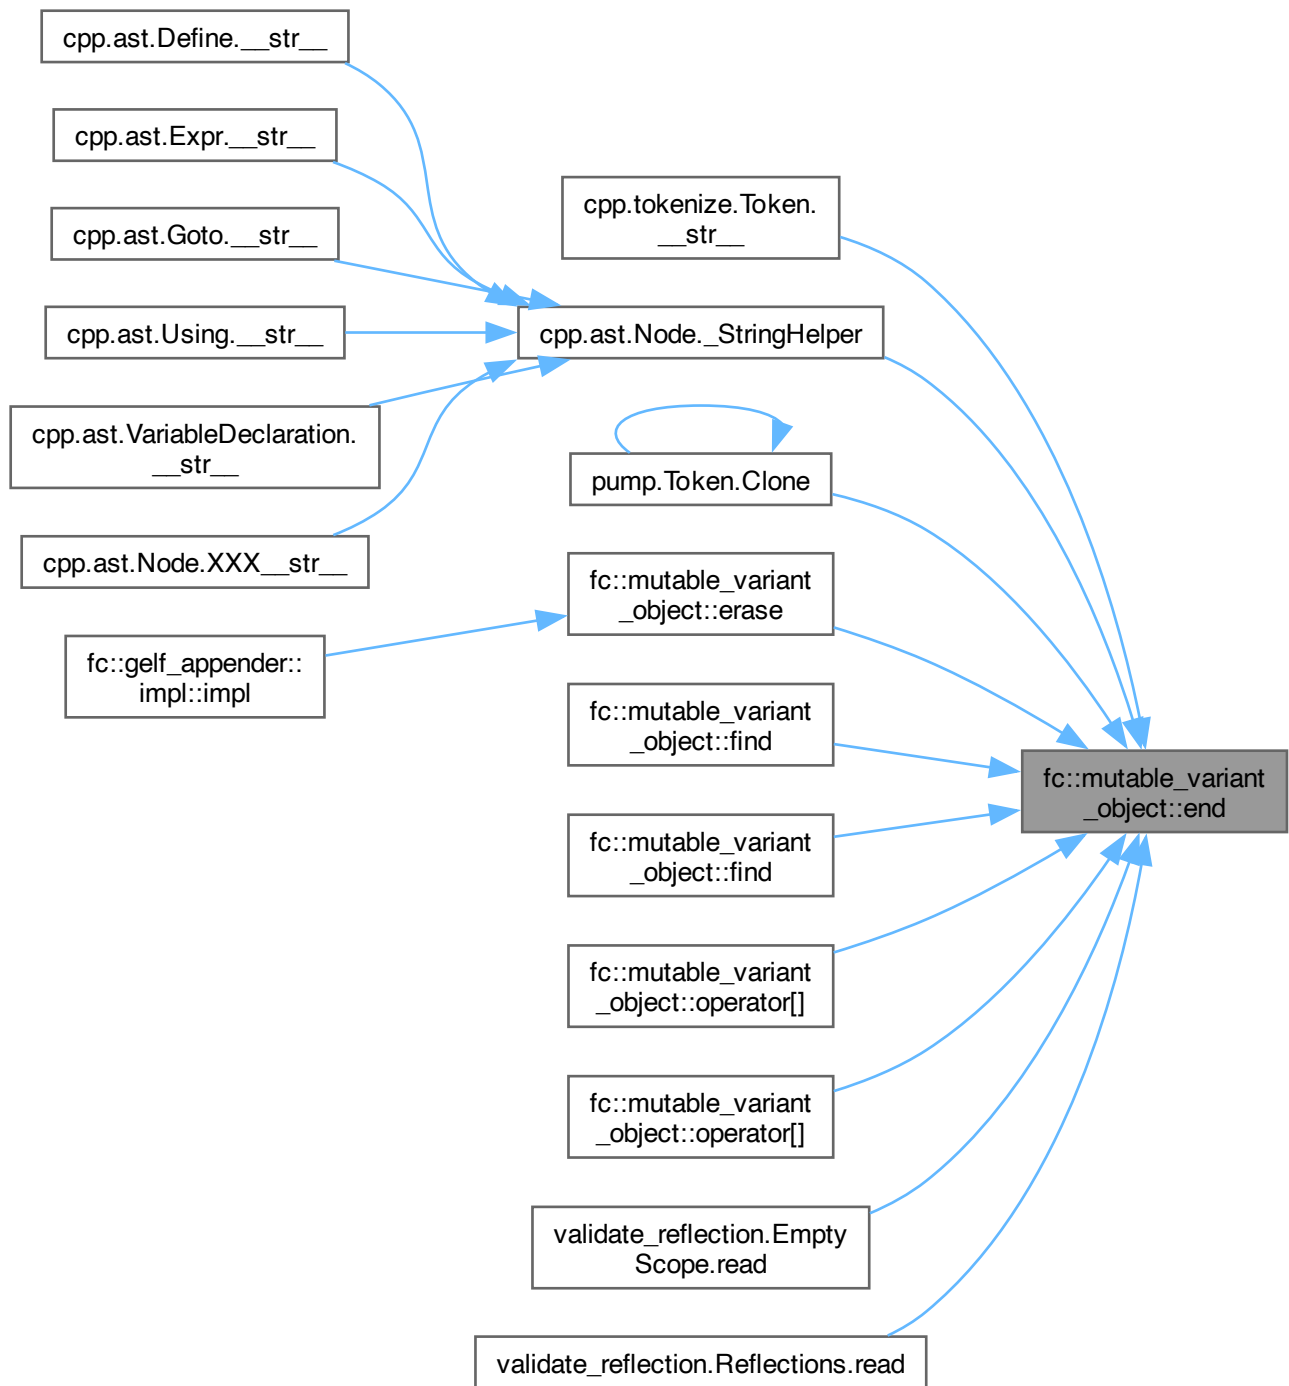 cpp.ast.Define.__str__
cpp.ast.Expr.__str__
cpp.ast.Goto.__str__
cpp.ast.Using.__str__
cpp.ast.VariableDeclaration.
__str__
cpp.ast.Node.XXX__str__
fc::gelf_appender::
impl::impl
cpp.tokenize.Token.
__str__
cpp.ast.Node._StringHelper
pump.Token.Clone
fc::mutable_variant
_object::erase
fc::mutable_variant
_object::find
fc::mutable_variant
_object::find
fc::mutable_variant
_object::operator[]
fc::mutable_variant
_object::operator[]
validate_reflection.Empty
Scope.read
validate_reflection.Reflections.read
fc::mutable_variant
_object::end